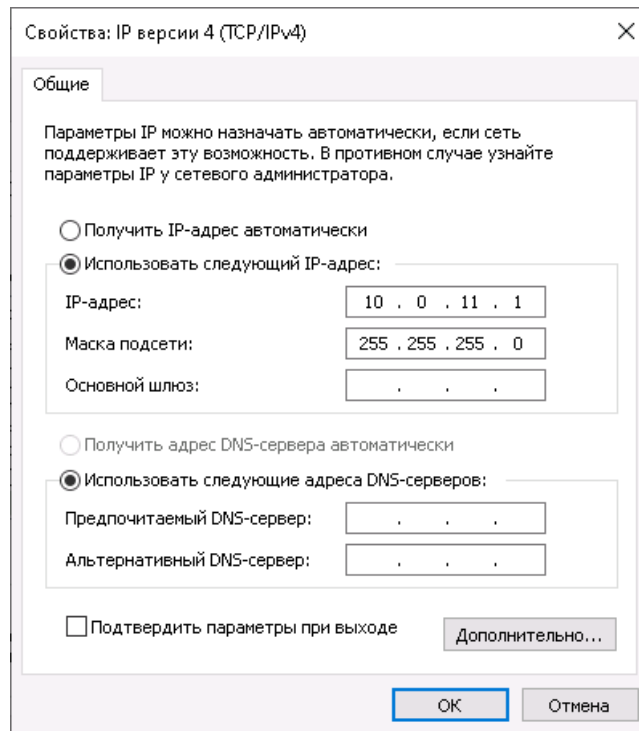 Свойства: IP версии 4 (TCP/IPv4)
Общие
Параметры IP можно назначать автоматически, если сеть
поддерживает эту возможность. В противном случае узнайте
параметры IP у сетевого администратора.
Получить IP-адрес автоматически
Использовать следующий IP-адрес:
IP-адрес: 10 . 0 . 11 . 1
Маска подсети: 255 . 255 . 255 . 0
Основной шлюз: . . .
Получить адрес DNS-сервера автоматически
Использовать следующие адреса DNS-серверов:
Предпочитаемый DNS-сервер: . . .
Альтернативный DNS-сервер: . . .
Подтвердить параметры при выходе
Дополнительно...
ОК Отмена